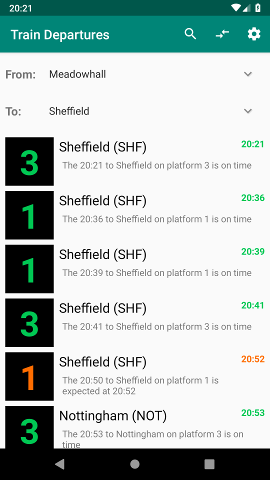 20:21
Train Departures
From: Meadowhall
To: Sheffield
3
Sheffield (SHF)
20:21
The 20:21 to Sheffield on platform 3 is on time
1
Sheffield (SHF)
20:36
The 20:36 to Sheffield on platform 1 is on time
1
Sheffield (SHF)
20:39
The 20:39 to Sheffield on platform 1 is on time
3
Sheffield (SHF)
20:41
The 20:41 to Sheffield on platform 3 is on time
1
Sheffield (SHF)
20:52
The 20:50 to Sheffield on platform 1 is
expected at 20:52
3
Nottingham (NOT)
20:53
The 20:53 to Nottingham on platform 3 is on
time